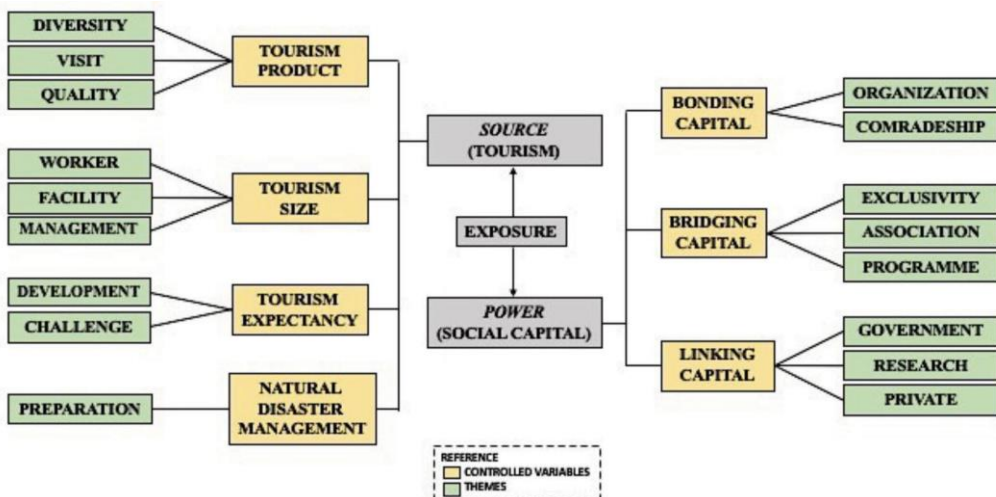 DIVERSITY
VISIT
QUALITY
TOURISM
PRODUCT
WORKER
FACILITY
MANAGEMENT
TOURISM
SIZE
DEVELOPMENT
CHALLENGE
TOURISM
EXPECTANCY
PREPARATION
NATURAL
DISASTER
MANAGEMENT
SOURCE
(TOURISM)
EXPOSURE
POWER
(SOCIAL CAPITAL)
BONDING
CAPITAL
ORGANIZATION
COMRADESHIP
BRIDGING
CAPITAL
EXCLUSIVITY
ASSOCIATION
PROGRAMME
LINKING
CAPITAL
GOVERNMENT
RESEARCH
PRIVATE
REFERENCE
CONTROLLED VARIABLES
THEMES